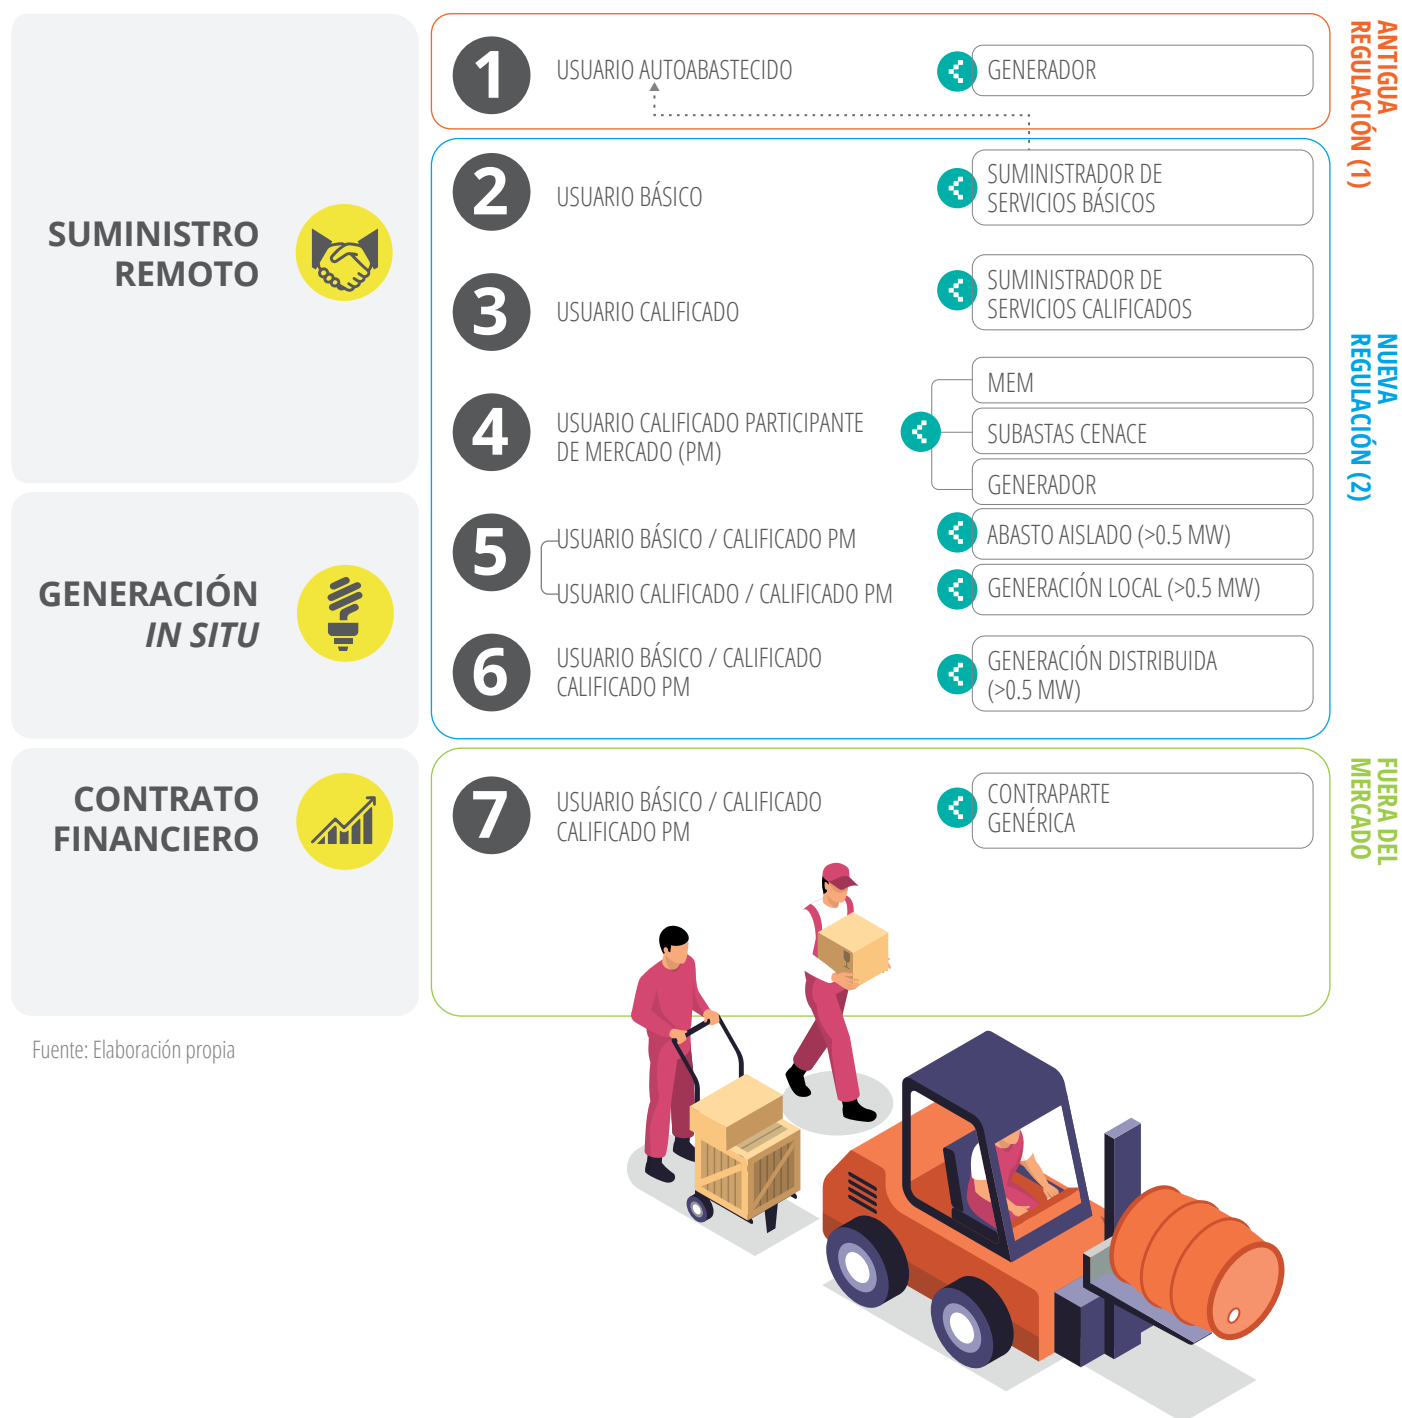 SUMINISTRO
REMOTO
1
USUARIO AUTOABASTECIDO
GENERADOR
ANTIGUA
REGULACIÓN (1)
2
USUARIO BÁSICO
SUMINISTRADOR DE
SERVICIOS BÁSICOS
3
USUARIO CALIFICADO
SUMINISTRADOR DE
SERVICIOS CALIFICADOS
4
USUARIO CALIFICADO PARTICIPANTE
DE MERCADO (PM)
MEM
SUBASTAS CENACE
GENERADOR
NUEVA
REGULACIÓN (2)
GENERACIÓN
IN SITU
5
USUARIO BÁSICO / CALIFICADO PM
ABASTO AISLADO (>0.5 MW)
USUARIO CALIFICADO / CALIFICADO PM
GENERACIÓN LOCAL (>0.5 MW)
6
USUARIO BÁSICO / CALIFICADO
CALIFICADO PM
GENERACIÓN DISTRIBUIDA
(>0.5 MW)
CONTRATO
FINANCIERO
7
USUARIO BÁSICO / CALIFICADO
CALIFICADO PM
CONTRAPARTE
GENÉRICA
FUERA DEL
MERCADO
Fuente: Elaboración propia